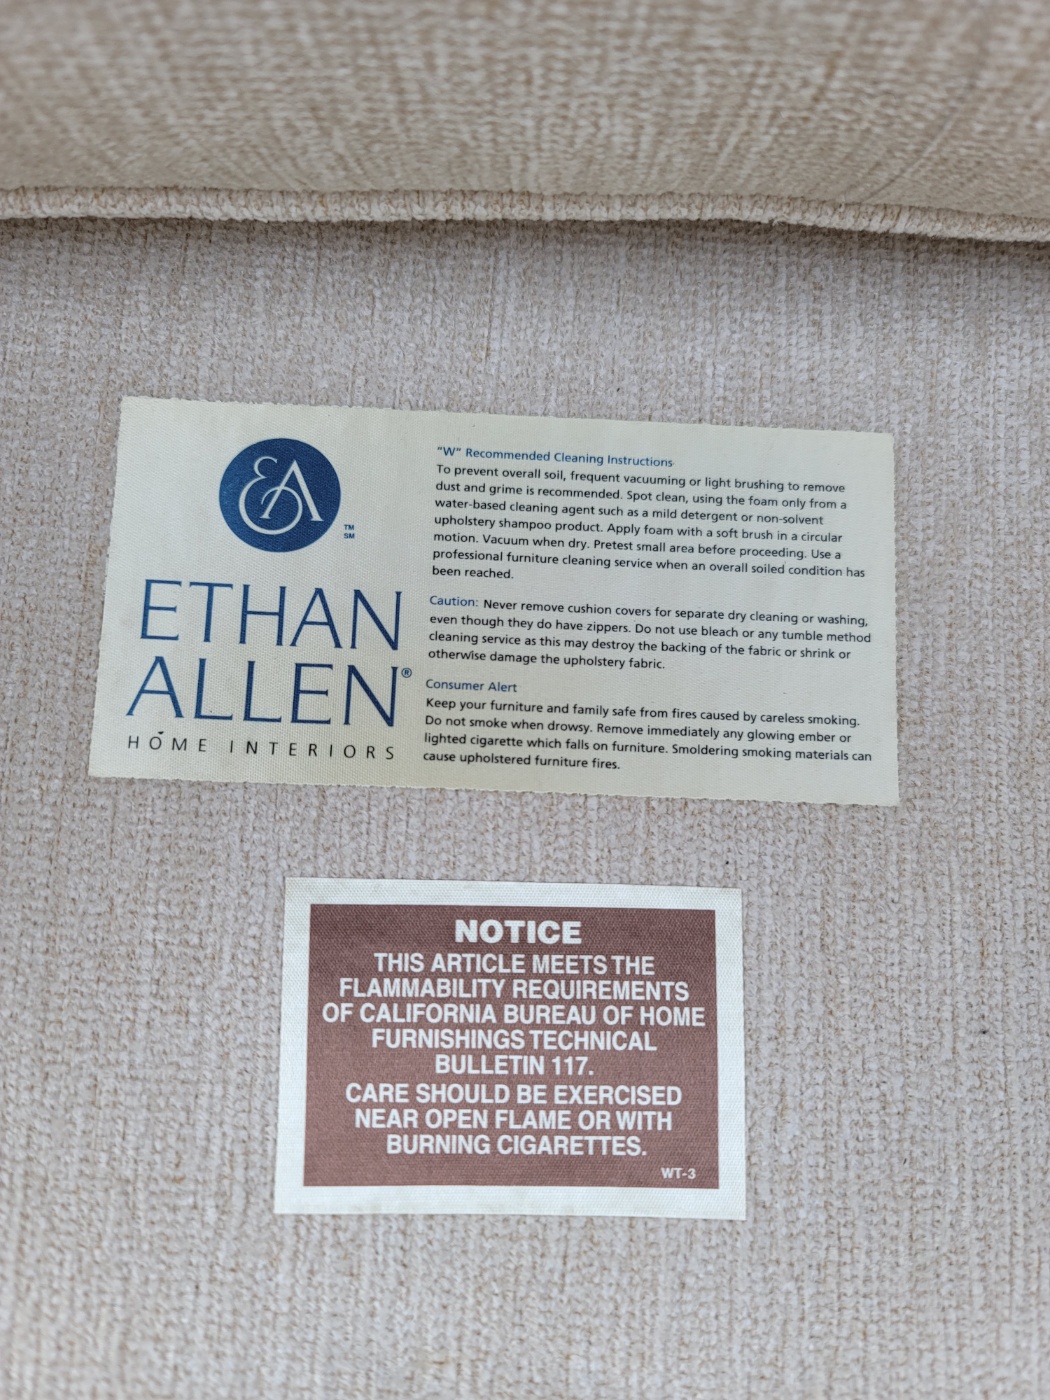 EA
TM
SM
ETHAN
ALLEN®
HOME INTERIORS
"W" Recommended Cleaning Instructions
To prevent overall soil, frequent vacuuming or light brushing to remove
dust and grime is recommended. Spot clean, using the foam only from a
water-based cleaning agent such as a mild detergent or non-solvent
upholstery shampoo product. Apply foam with a soft brush in a circular
motion. Vacuum when dry. Pretest small area before proceeding. Use a
professional furniture cleaning service when an overall soiled condition has
been reached.
Caution: Never remove cushion covers for separate dry cleaning or washing,
even though they do have zippers. Do not use bleach or any tumble method
cleaning service as this may destroy the backing of the fabric or shrink or
otherwise damage the upholstery fabric.
Consumer Alert
Keep your furniture and family safe from fires caused by careless smoking.
Do not smoke when drowsy. Remove immediately any glowing ember or
lighted cigarette which falls on furniture. Smoldering smoking materials can
cause upholstered furniture fires.
NOTICE
THIS ARTICLE MEETS THE
FLAMMABILITY REQUIREMENTS
OF CALIFORNIA BUREAU OF HOME
FURNISHINGS TECHNICAL
BULLETIN 117.
CARE SHOULD BE EXERCISED
NEAR OPEN FLAME OR WITH
BURNING CIGARETTES.
WT-3